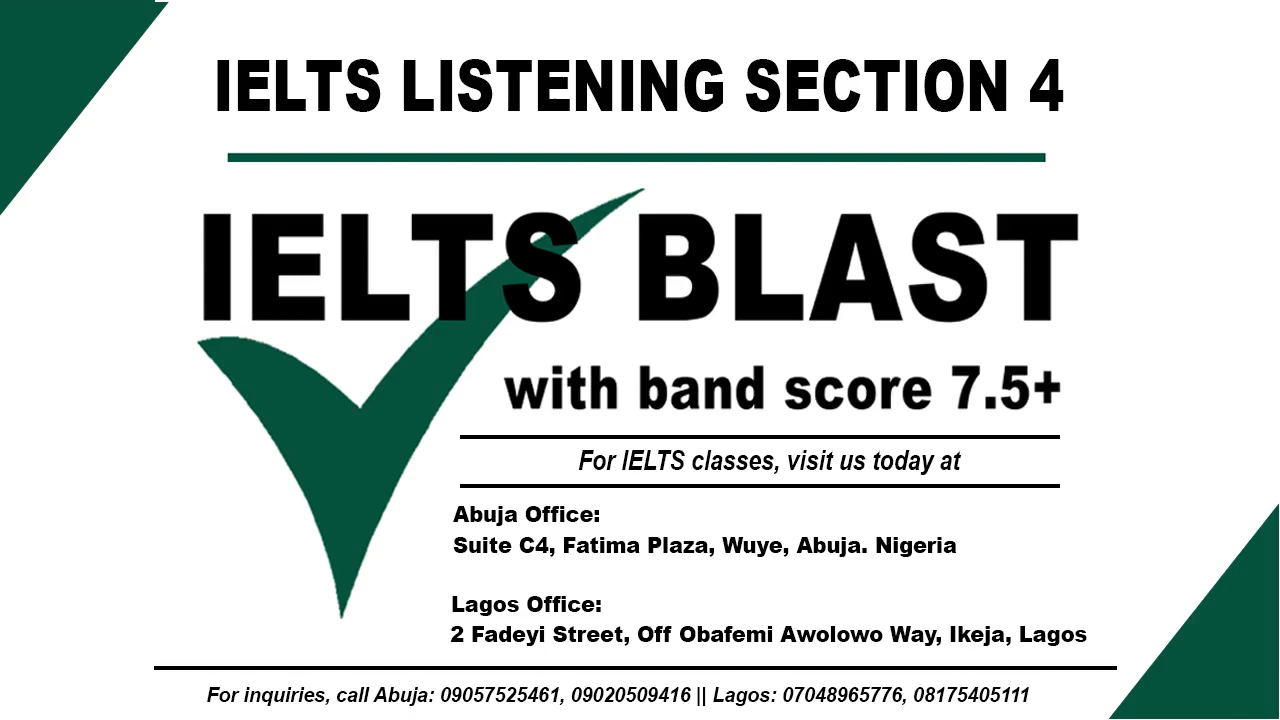 IELTS LISTENING SECTION 4
IELTS BLAST
with band score 7.5+
For IELTS classes, visit us today at
Abuja Office:
Suite C4, Fatima Plaza, Wuye, Abuja. Nigeria
Lagos Office:
2 Fadeyi Street, Off Obafemi Awolowo Way, Ikeja, Lagos
For inquiries, call Abuja: 09057525461, 09020509416 || Lagos: 07048965776, 08175405111